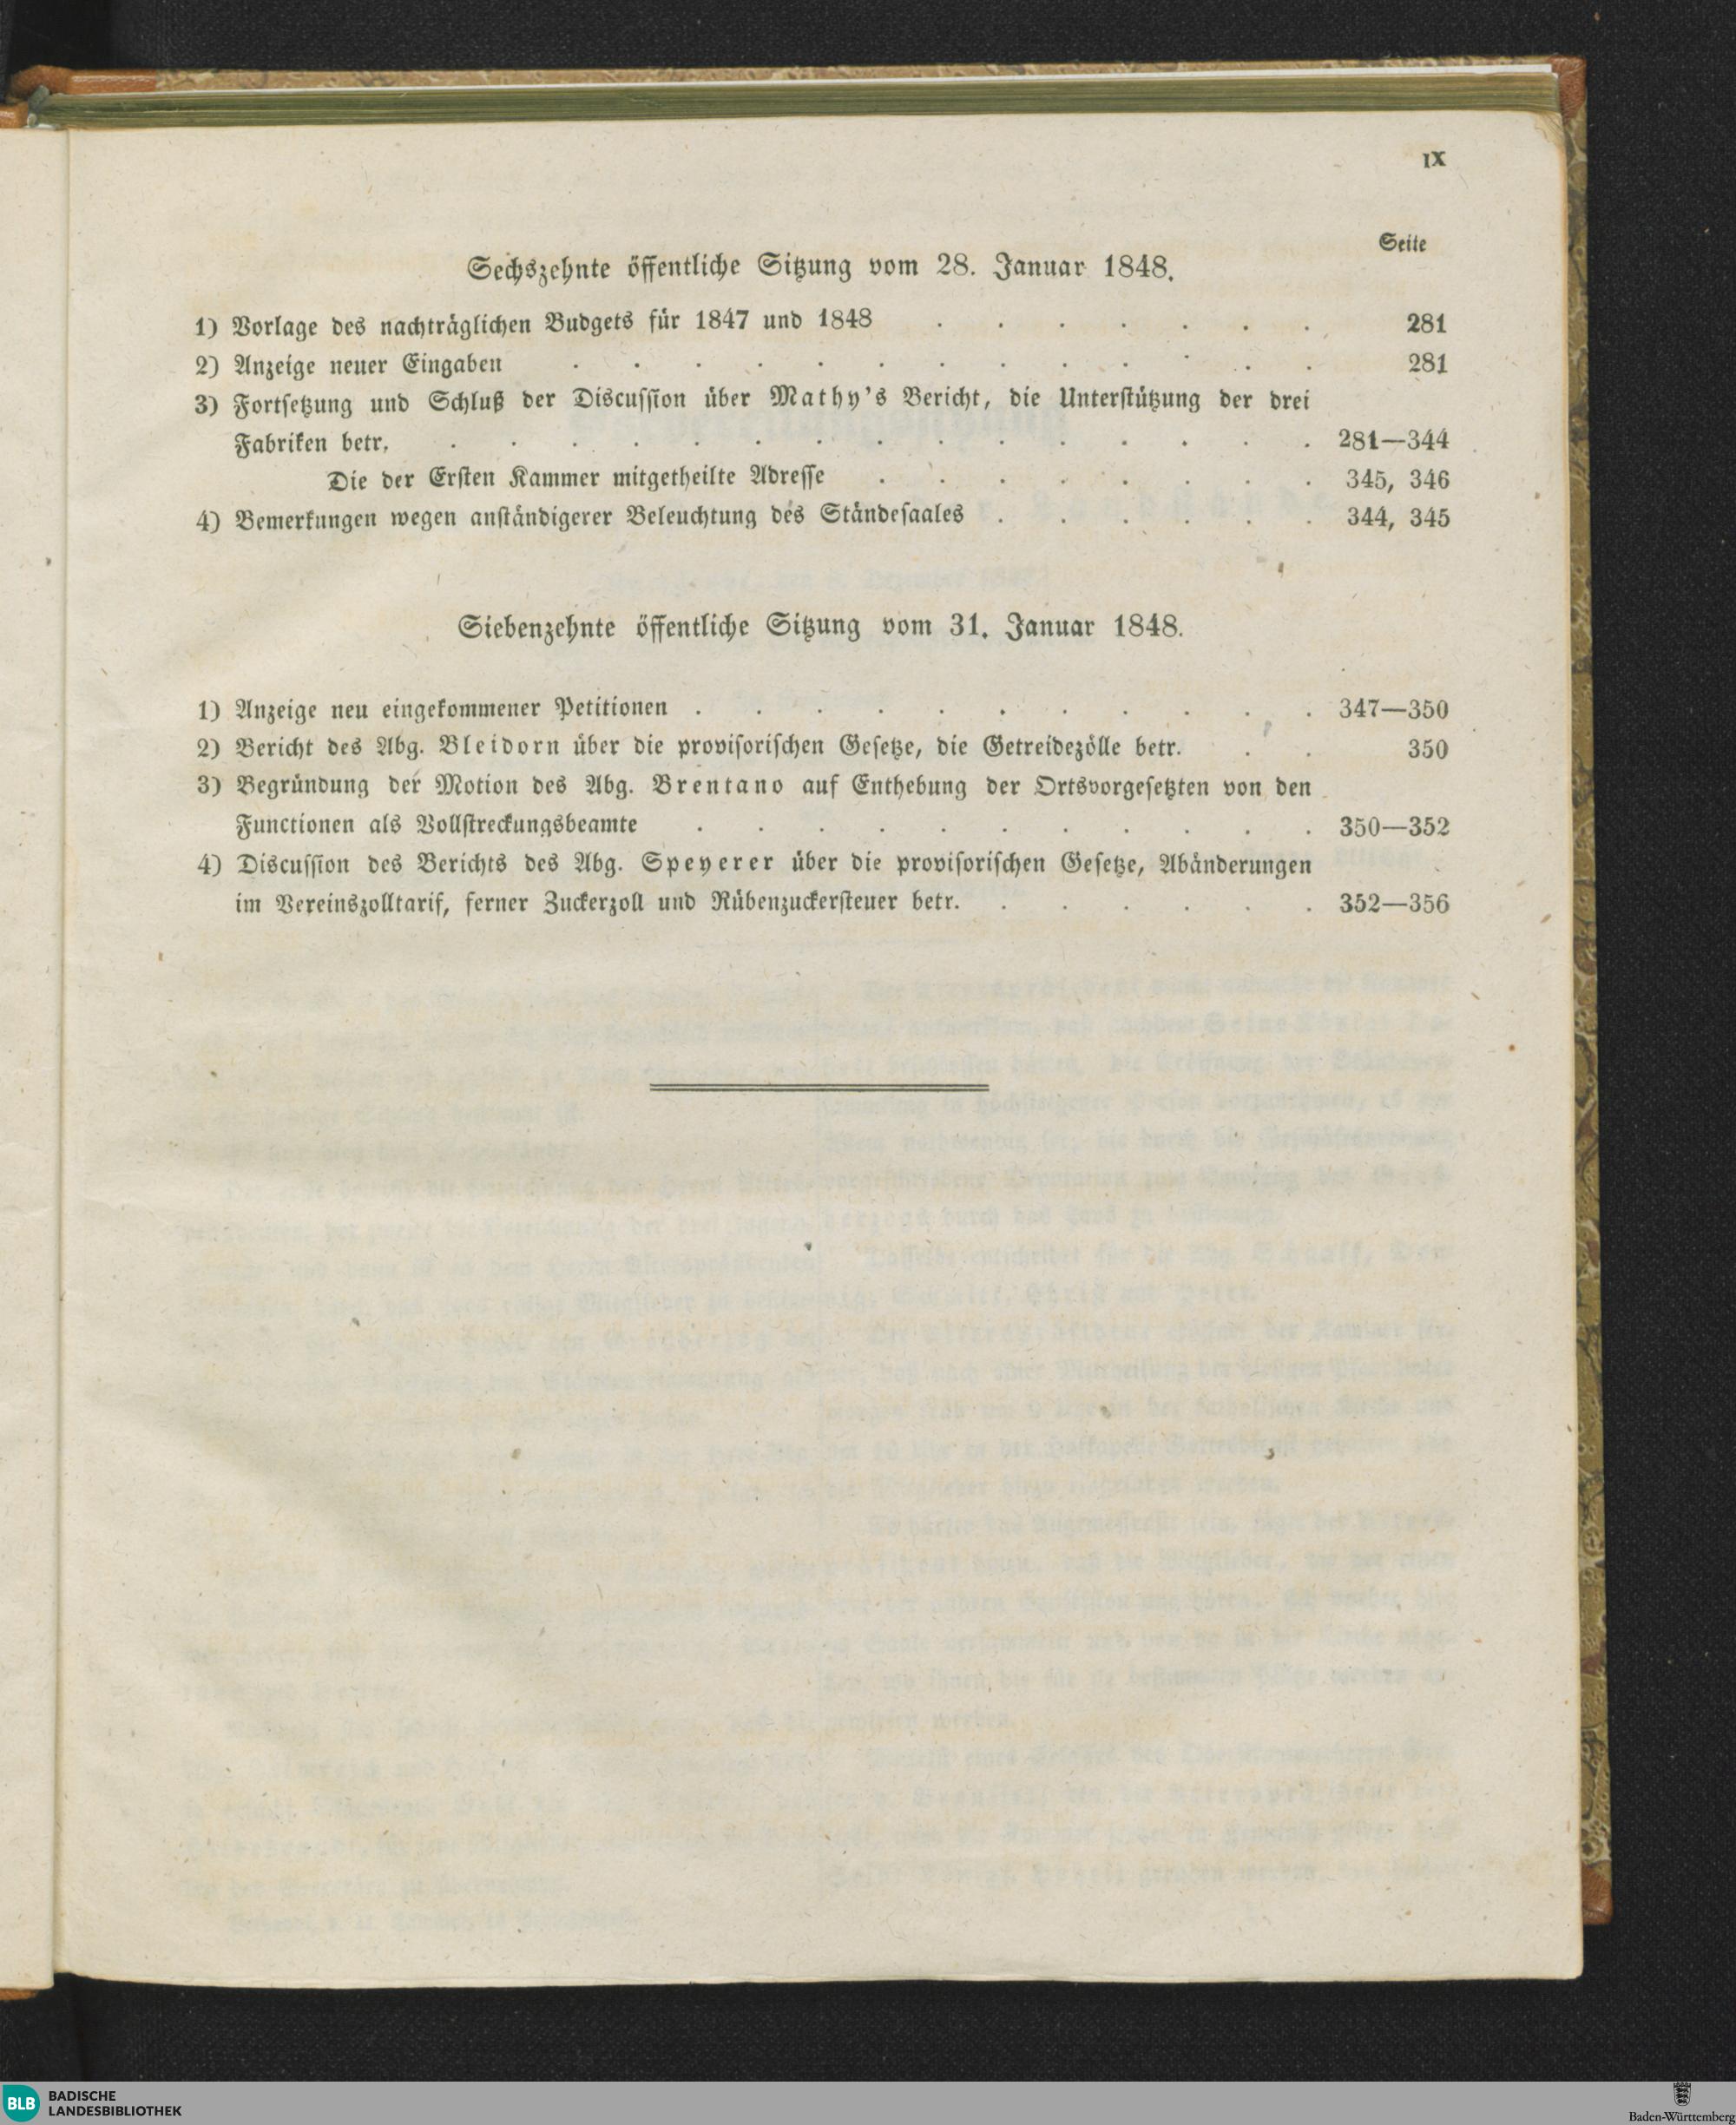 IX
Seite
Sechszehnte öffentliche Sitzung vom 28. Januar 1848.
1) Vorlage des nachträglichen Budgets für 1847 und 1848 . . . . . . . 281
2) Anzeige neuer Eingaben . . . . . . . . . . . . . 281
3) Fortsetzung und Schluß der Discussion über Mathy's Bericht, die Unterstützung der drei
Fabriken betr. . . . . . . . . . . . . . . . 281—344
Die der Ersten Kammer mitgetheilte Adresse . . . . . . . . 345, 346
4) Bemerkungen wegen anständigerer Beleuchtung des Ständesaales . . . . . . 344, 345
Siebenzehnte öffentliche Sitzung vom 31. Januar 1848.
1) Anzeige neu eingekommener Petitionen . . . . . . . . . . . 347—350
2) Bericht des Abg. Bleidorn über die provisorischen Gesetze, die Getreidezölle betr. . . 350
3) Begründung der Motion des Abg. Brentano auf Enthebung der Ortsvorgesetzten von den
Functionen als Vollstreckungsbeamte . . . . . . . . . . . 350—352
4) Discussion des Berichts des Abg. Speyerer über die provisorischen Gesetze, Abänderungen
im Vereinszolltarif, ferner Zuckerzoll und Rübenzuckersteuer betr. . . . . . . 352—356
BLB BADISCHE
LANDESBIBLIOTHEK
Baden-Württemberg